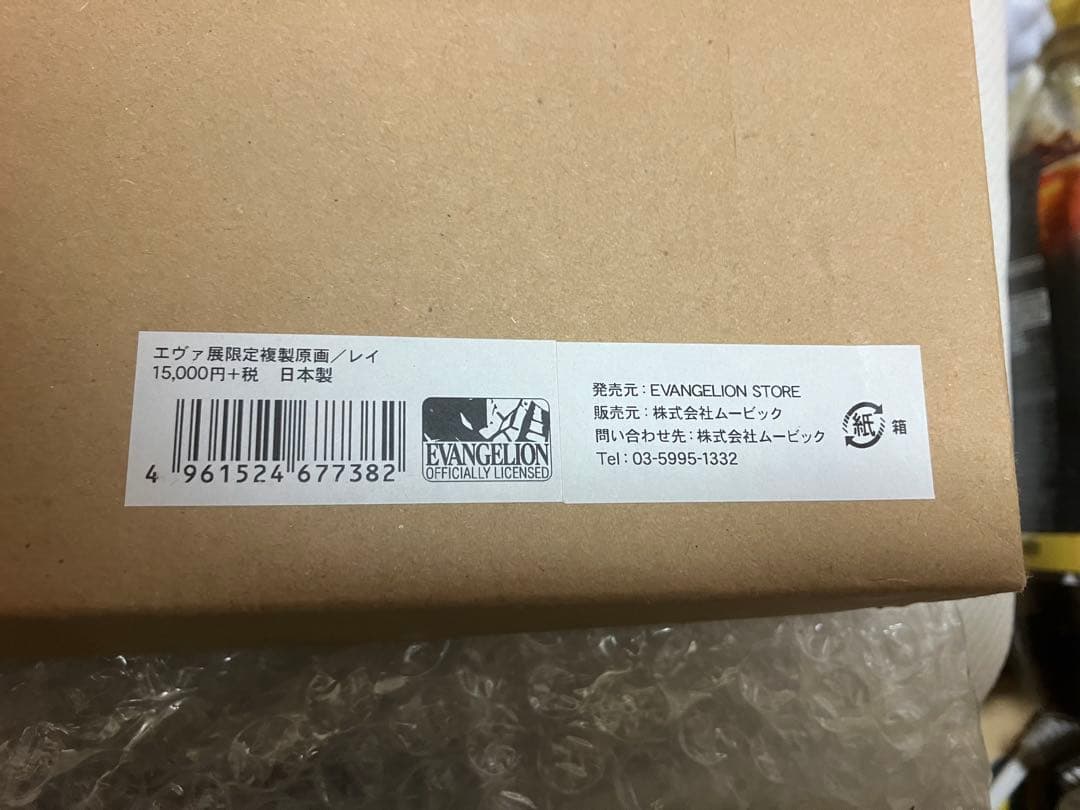 エヴァ展限定複製原画／レイ
15,000円+税　日本製
4 961524 677382
EVANGELION
OFFICIALLY LICENSED
発売元：EVANGELION STORE
販売元：株式会社ムービック
問い合わせ先：株式会社ムービック
Tel：03-5995-1332
紙 箱